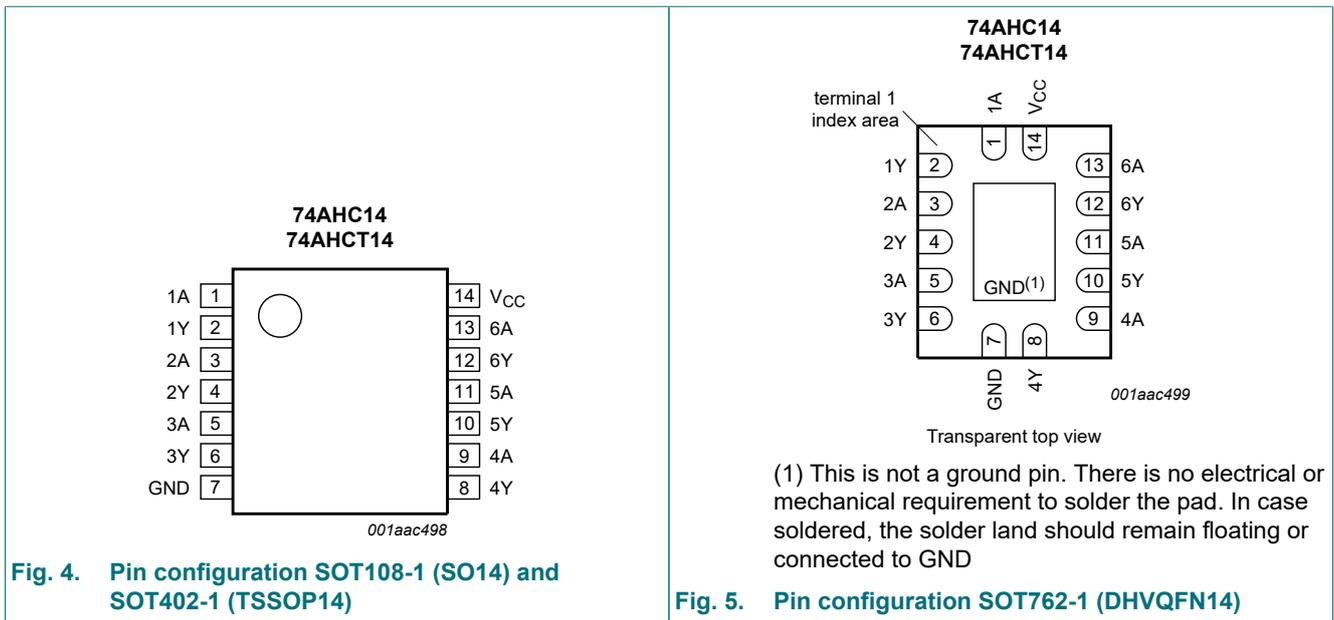 74AHC14
74AHCT14
1A 1
14 VCC
1Y 2
13 6A
2A 3
12 6Y
2Y 4
11 5A
3A 5
10 5Y
3Y 6
9 4A
GND 7
8 4Y
001aac498
Fig. 4. Pin configuration SOT108-1 (SO14) and
SOT402-1 (TSSOP14)
74AHC14
74AHCT14
terminal 1
index area
1A
VCC
1
14
1Y 2
13 6A
2A 3
12 6Y
2Y 4
11 5A
3A 5
10 5Y
GND(1)
3Y 6
9 4A
7
8
GND
4Y
001aac499
Transparent top view
(1) This is not a ground pin. There is no electrical or
mechanical requirement to solder the pad. In case
soldered, the solder land should remain floating or
connected to GND
Fig. 5. Pin configuration SOT762-1 (DHVQFN14)